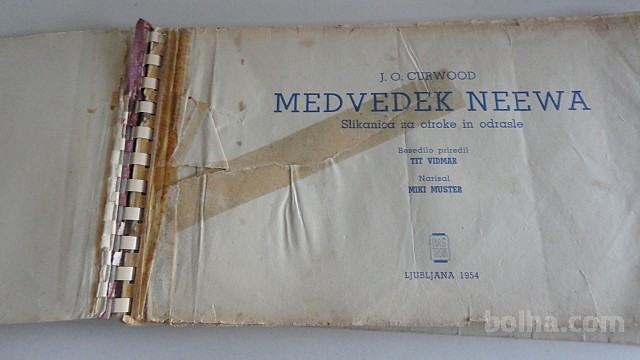 J. O. CURWOOD
MEDVEDEK NEEWA
Slikanica za otroke in odrasle
Besedilo priredil
TIT VIDMAR
Narisal
MIKI MUSTER
LJUBLJANA 1954
bolha.com